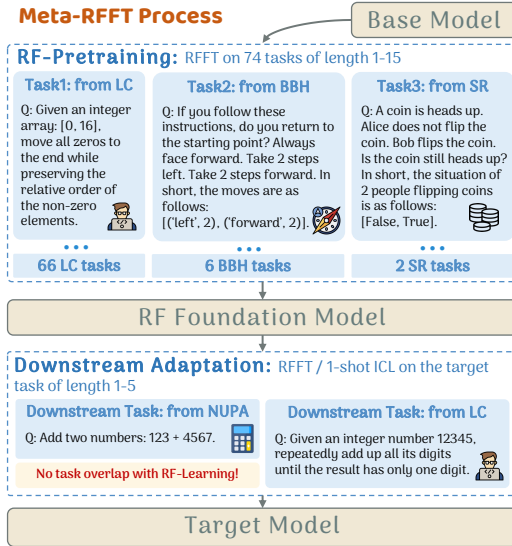 Meta-RFFT Process
Base Model
RF-Pretraining: RFFT on 74 tasks of length 1-15
Task1: from LC
Q: Given an integer
array: [0, 16],
move all zeros to
the end while
preserving the
relative order of
the non-zero
elements.
Task2: from BBH
Q: If you follow these
instructions, do you return to
the starting point? Always
face forward. Take 2 steps
left. Take 2 steps forward. In
short, the moves are as
follows:
[('left', 2), ('forward', 2)].
Task3: from SR
Q: A coin is heads up.
Alice does not flip the
coin. Bob flips the coin.
Is the coin still heads up?
In short, the situation of
2 people flipping coins
is as follows:
[False, True].
66 LC tasks
6 BBH tasks
2 SR tasks
RF Foundation Model
Downstream Adaptation: RFFT / 1-shot ICL on the target
task of length 1-5
Downstream Task: from NUPA
Q: Add two numbers: 123 + 4567.
No task overlap with RF-Learning!
Downstream Task: from LC
Q: Given an integer number 12345,
repeatedly add up all its digits
until the result has only one digit.
Target Model